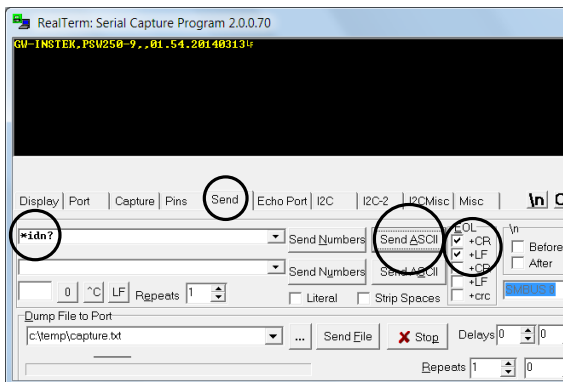 RealTerm: Serial Capture Program 2.0.0.70
GW-INSTEK,PSW250-9,,01.54.20140313LF
Display Port Capture Pins Send Echo Port I2C I2C-2 I2CMisc Misc \n
*idn? Send Numbers Send ASCII
EOL
+CR
+LF
\n
Before
After
Send Numbers Send ASCII
+CR
+LF
+crc
0 ^C LF Repeats 1 Literal Strip Spaces
SMBUS 8
Dump File to Port
c:\temp\capture.txt ... Send File Stop Delays 0 0
Repeats 1 0